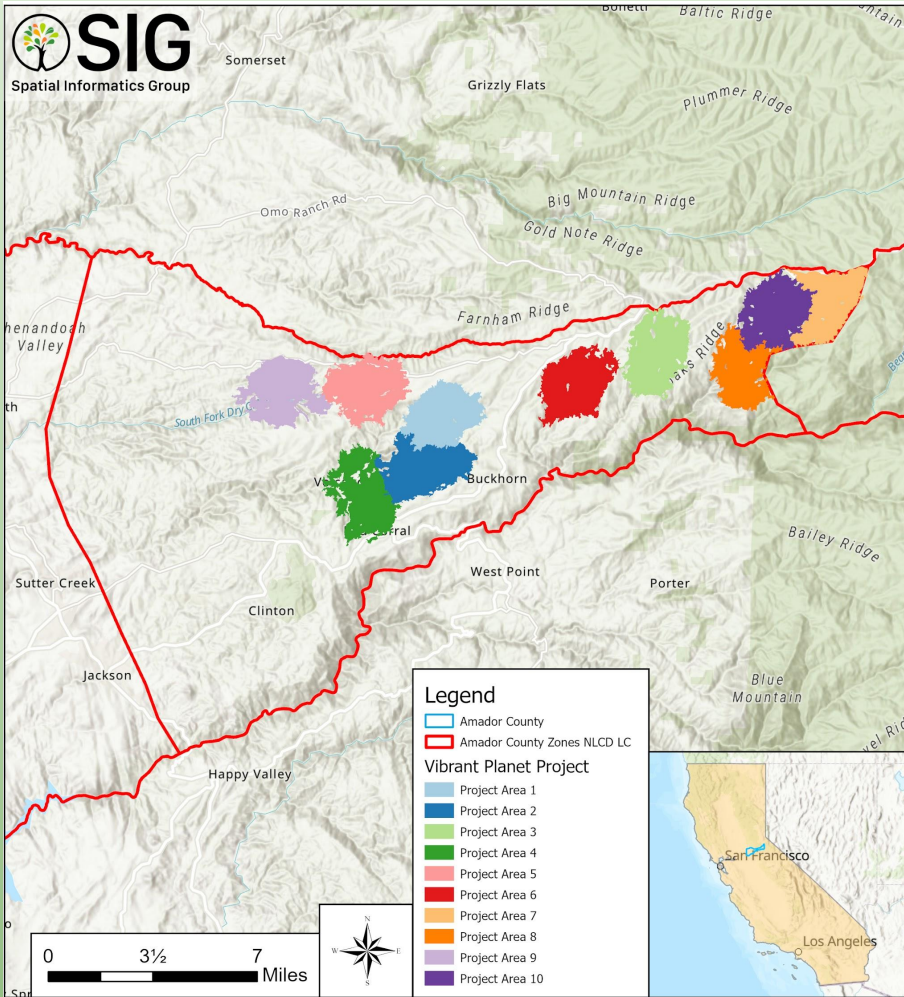 SIG
Spatial Informatics Group
Bonetti
Baltic Ridge
Somerset
Grizzly Flats
Plummer Ridge
Omo Ranch Rd
Big Mountain Ridge
Gold Note Ridge
Farnham Ridge
henandoah
Valley
th
South Fork Dry
Buckhorn
Bailey Ridge
Sutter Creek
West Point
Porter
Clinton
Jackson
Blue
Mountain
Happy Valley
Legend
Amador County
Amador County Zones NLCD LC
Vibrant Planet Project
Project Area 1
Project Area 2
Project Area 3
Project Area 4
Project Area 5
Project Area 6
Project Area 7
Project Area 8
Project Area 9
Project Area 10
San Francisco
Los Angeles
N
W E
S
0 3½ 7
Miles